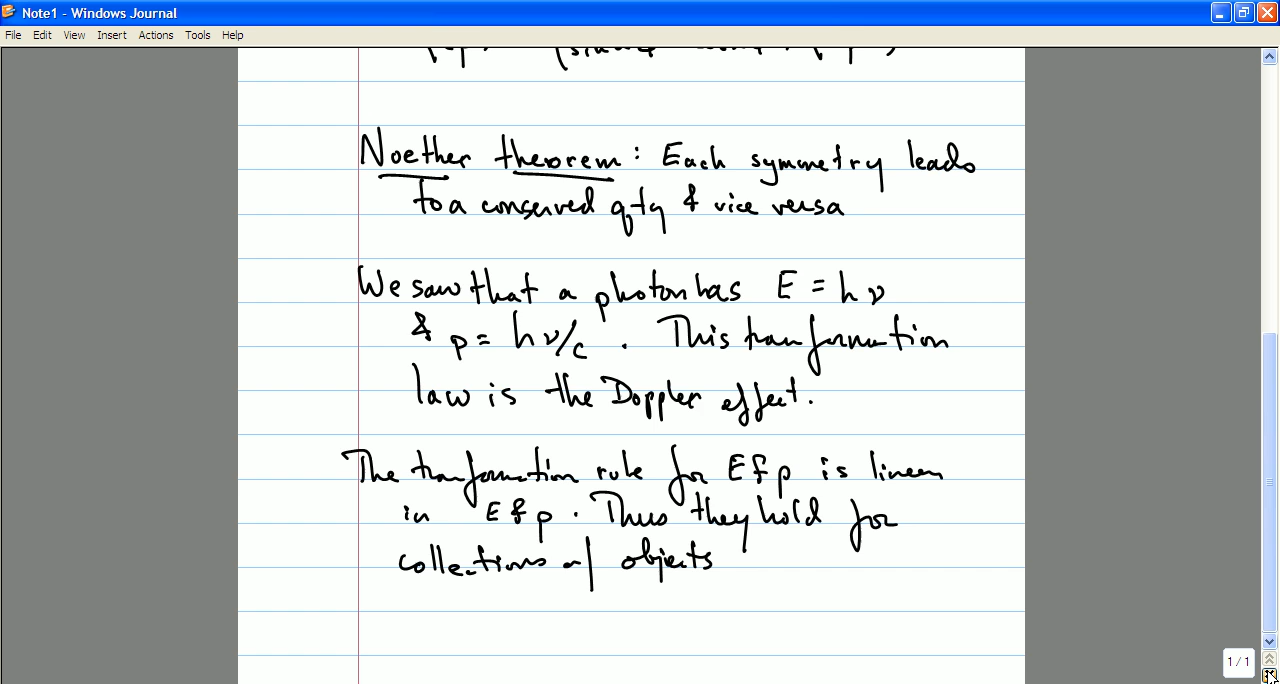 Note1 - Windows Journal
File Edit View Insert Actions Tools Help
Noether theorem : Each symmetry leads
to a conserved qty & vice versa
We saw that a photon has E = hν
& p = hν/c . This tranformation
law is the Doppler effect.
The tranformation rule for E & p is linear
in E & p . Thus they hold for
collections of objects
1 / 1